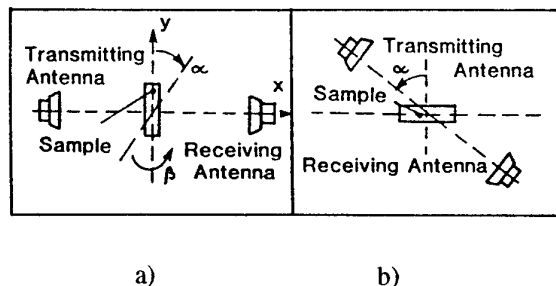 y
Transmitting
Antenna
α
x
Sample
Receiving
Antenna
β
Transmitting
Antenna
α
Sample
Receiving Antenna
a)
b)